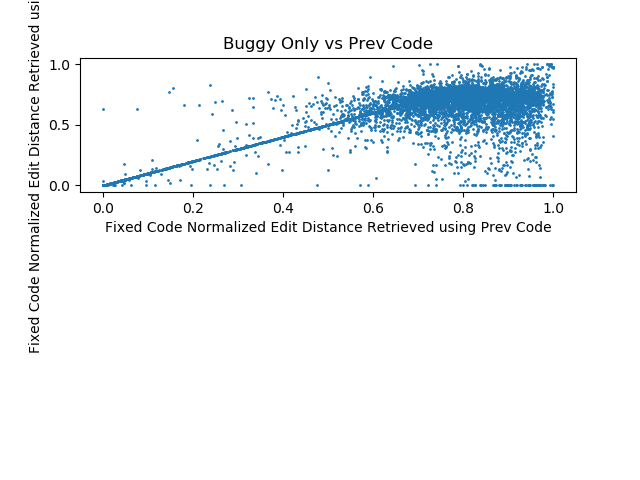 Buggy Only vs Prev Code
1.0
0.5
0.0
0.0 0.2 0.4 0.6 0.8 1.0
Fixed Code Normalized Edit Distance Retrieved using Prev Code
Fixed Code Normalized Edit Distance Retrieved usi